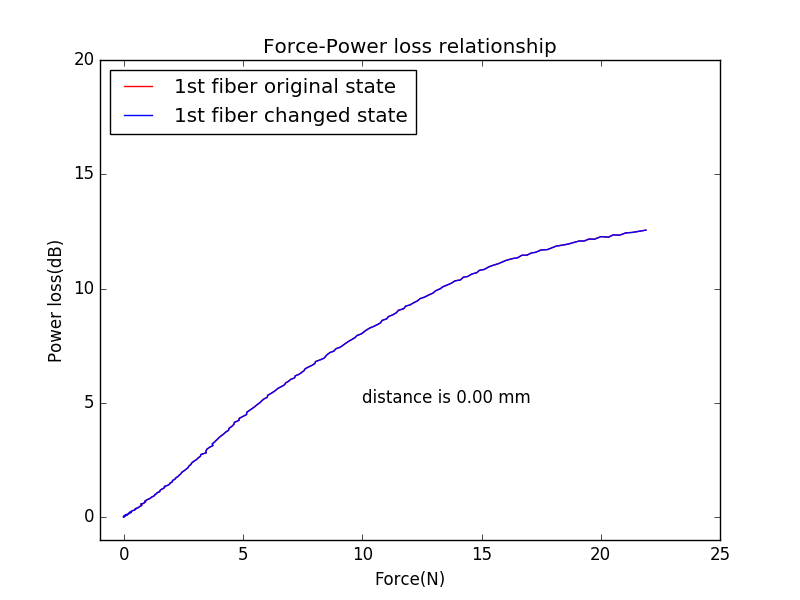 Force-Power loss relationship
20
1st fiber original state
1st fiber changed state
15
10
5
0
Power loss(dB)
distance is 0.00 mm
0 5 10 15 20 25
Force(N)